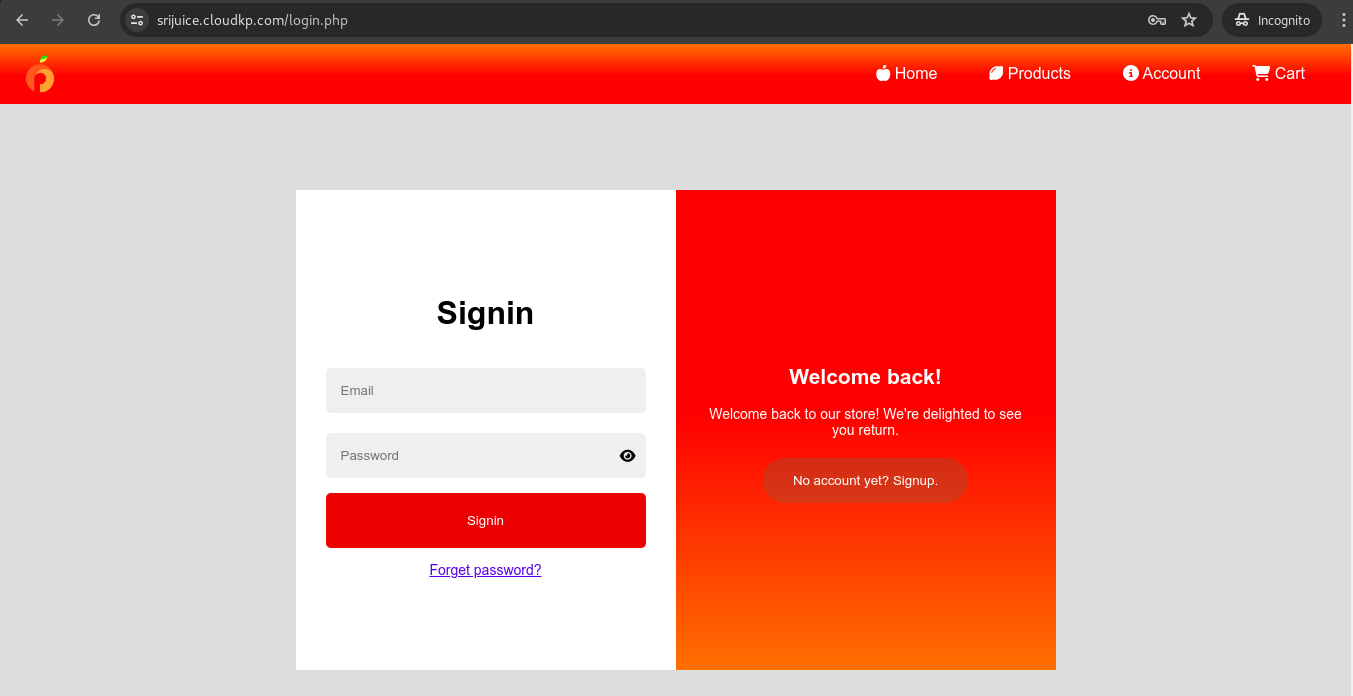 srijuice.cloudkp.com/login.php
Incognito
Home
Products
Account
Cart
Signin
Email
Password
Signin
Forget password?
Welcome back!
Welcome back to our store! We're delighted to see
you return.
No account yet? Signup.